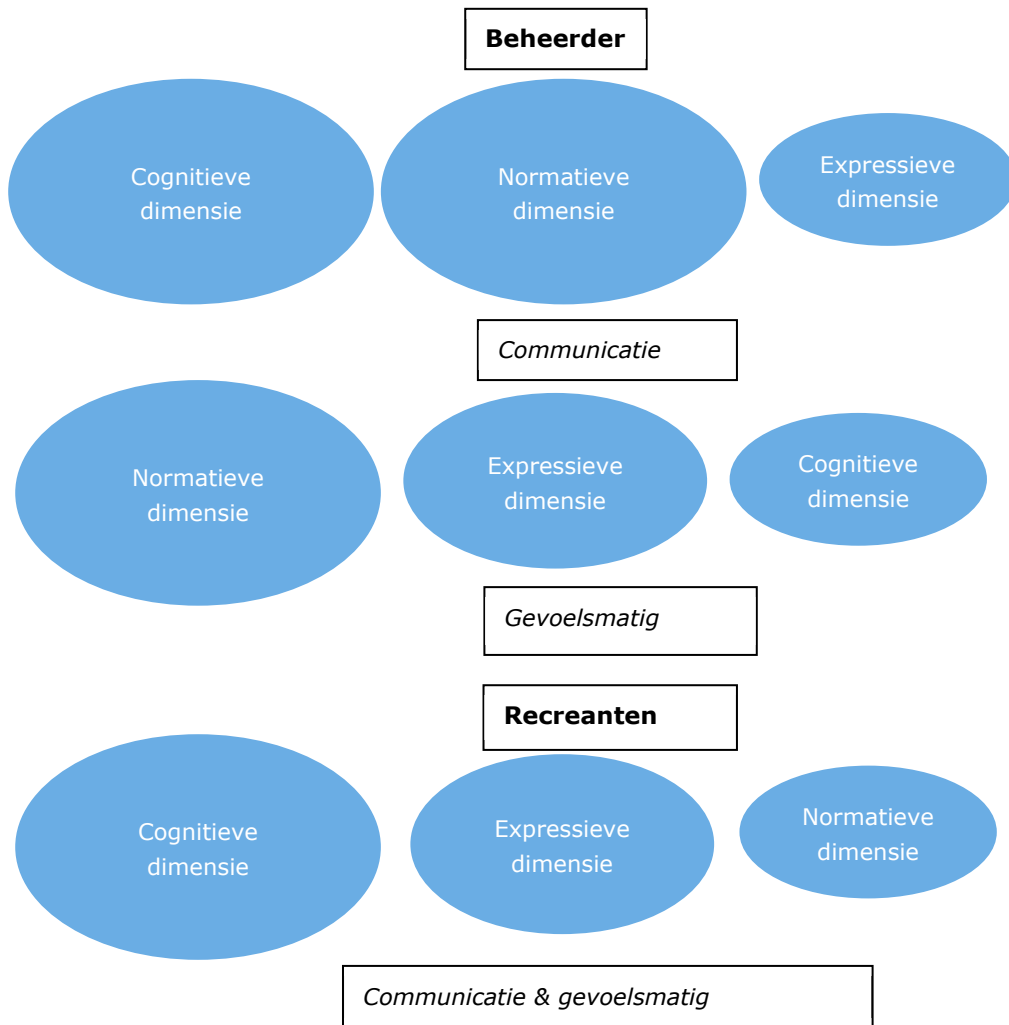 Beheerder
Cognitieve
dimensie
Normatieve
dimensie
Expressieve
dimensie
Communicatie
Normatieve
dimensie
Expressieve
dimensie
Cognitieve
dimensie
Gevoelsmatig
Recreanten
Cognitieve
dimensie
Expressieve
dimensie
Normatieve
dimensie
Communicatie & gevoelsmatig